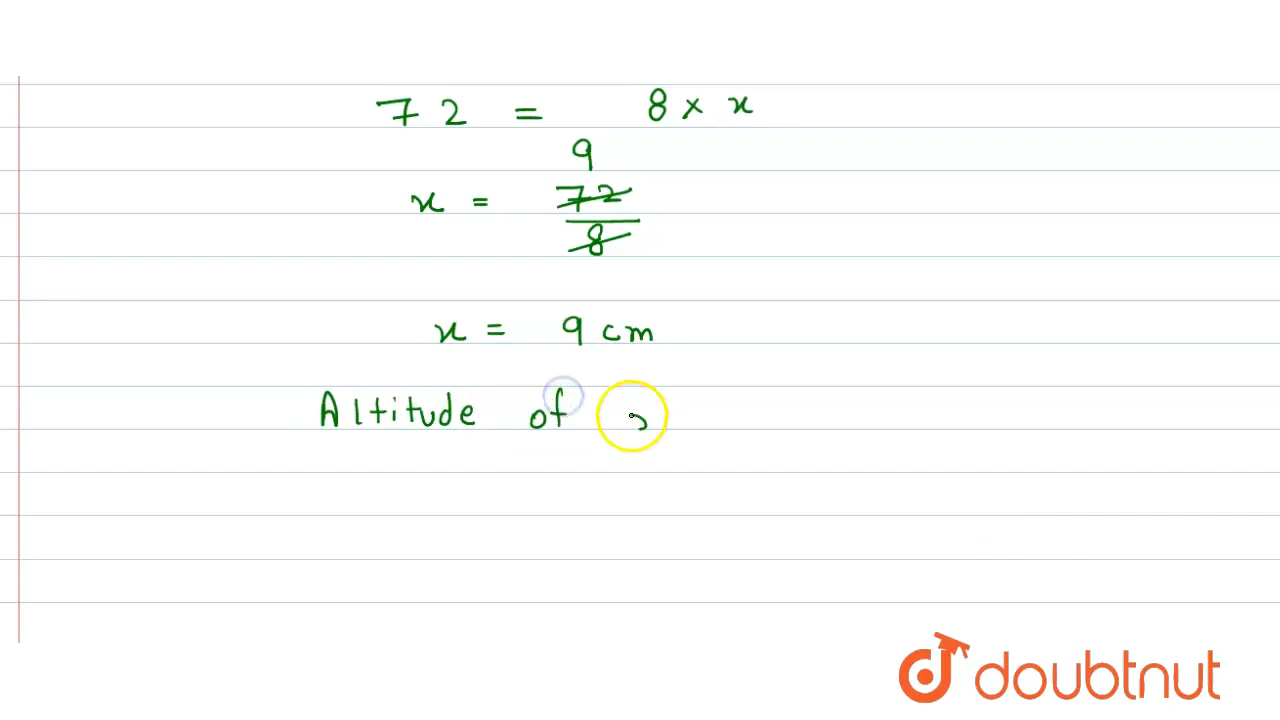 72 = 8 × x
9
x = 72
8
x = 9 cm
Altitude of
doubtnut